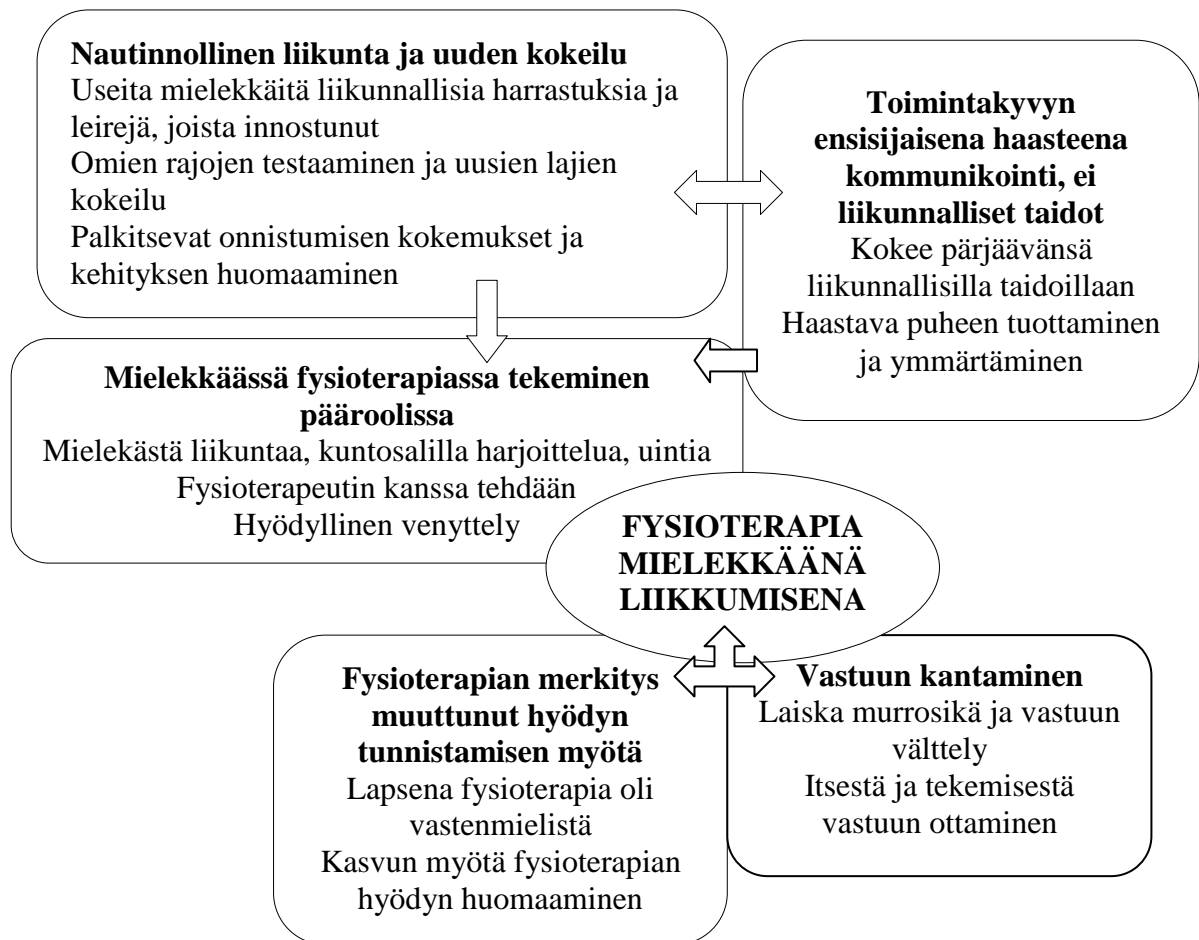 Nautinnollinen liikunta ja uuden kokeilu
Useita mielekkäitä liikunnallisia harrastuksia ja
leirejä, joista innostunut
Omien rajojen testaaminen ja uusien lajien
kokeilu
Palkitsevat onnistumisen kokemukset ja
kehityksen huomaaminen
Toimintakyvyn
ensisijaisena haasteena
kommunikointi, ei
liikunnalliset taidot
Kokee pärjäävänsä
liikunnallisilla taidoillaan
Haastava puheen tuottaminen
ja ymmärtäminen
Mielekkäässä fysioterapiassa tekeminen
pääroolissa
Mielekästä liikuntaa, kuntosalilla harjoittelua, uintia
Fysioterapeutin kanssa tehdään
Hyödyllinen venyttely
FYSIOTERAPIA
MIELEKKÄÄNÄ
LIIKKUMISENA
Fysioterapian merkitys
muuttunut hyödyn
tunnistamisen myötä
Lapsena fysioterapia oli
vastenmielistä
Kasvun myötä fysioterapian
hyödyn huomaaminen
Vastuun kantaminen
Laiska murrosikä ja vastuun
välttely
Itsestä ja tekemisestä
vastuun ottaminen